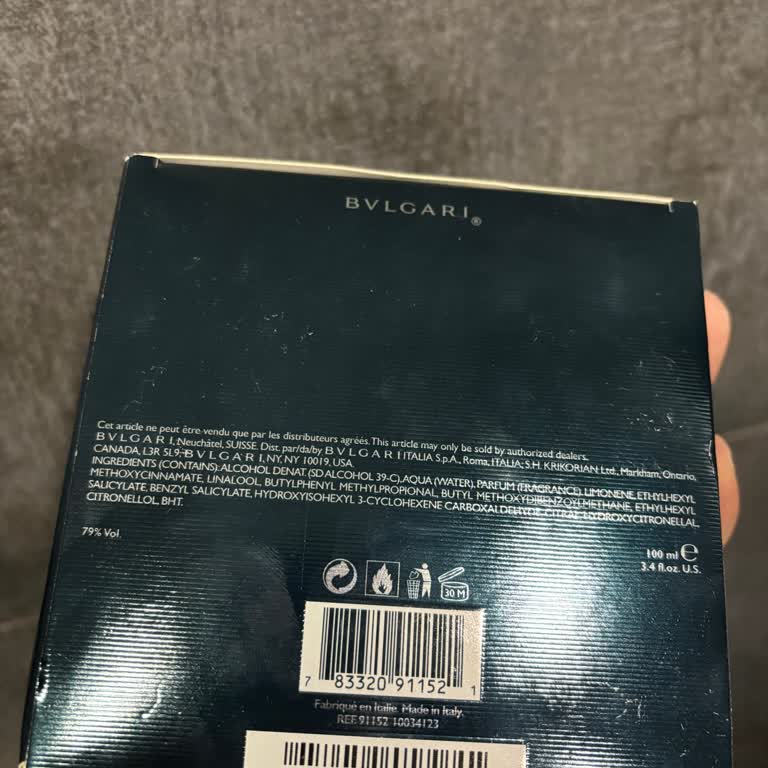 BVLGARI®
Cet article ne peut être vendu que par les distributeurs agréés. This article may only be sold by authorized dealers.
BVLGARI, Neuchâtel, SUISSE. Dist. par/da/by BVLGARI ITALIA S.p.A., Roma, ITALIA; S.H. KRIKORIAN Ltd., Markham, Ontario,
CANADA, L3R 5L9; BVLGARI, NY, NY 10019, USA.
INGREDIENTS (CONTAINS): ALCOHOL DENAT. (SD ALCOHOL 39-C), AQUA (WATER), PARFUM (FRAGRANCE), LIMONENE, ETHYLHEXYL
METHOXYCINNAMATE, LINALOOL, BUTYLPHENYL METHYLPROPIONAL, BUTYL METHOXYDIBENZOYLMETHANE, ETHYLHEXYL
SALICYLATE, BENZYL SALICYLATE, HYDROXYISOHEXYL 3-CYCLOHEXENE CARBOXALDEHYDE, CITRAL, HYDROXYCITRONELLAL,
CITRONELLOL, BHT.
79% Vol.
100 ml ℮
3.4 fl.oz. U.S.
30 M
7 83320 91152 1
Fabriqué en Italie. Made in Italy.
REF. 91152 10034123